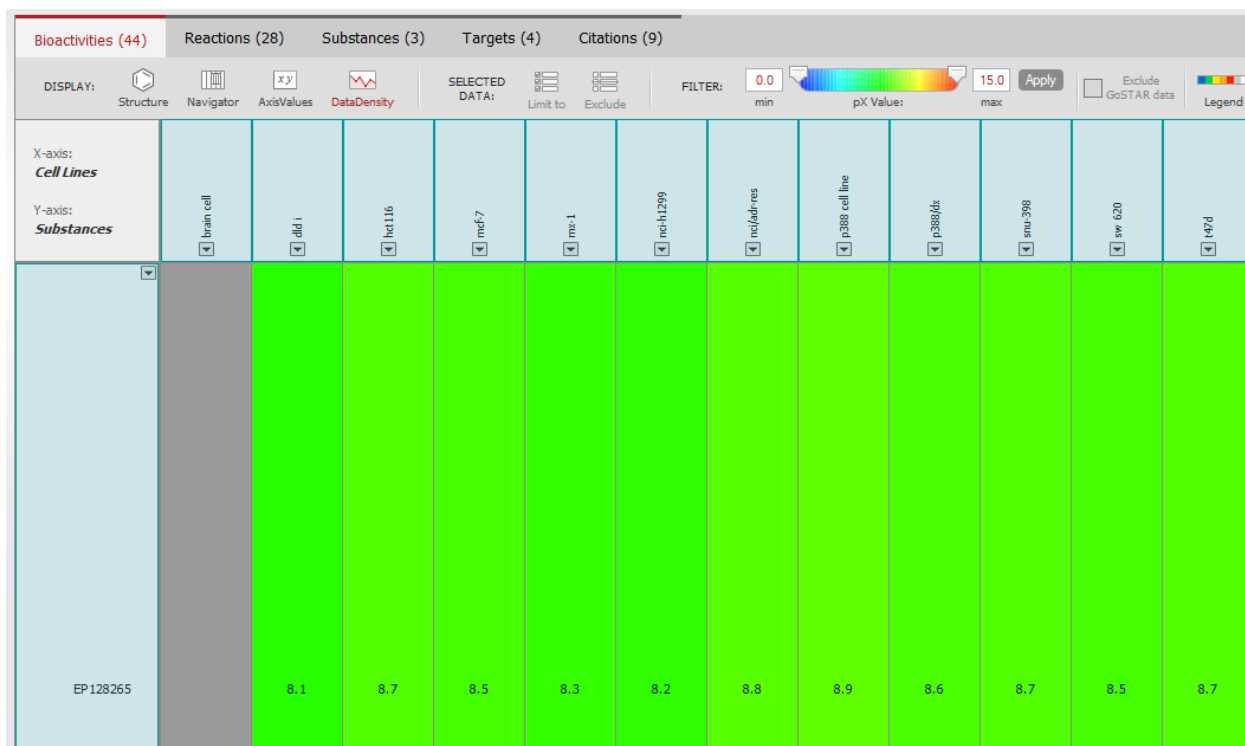 Bioactivities (44) Reactions (28) Substances (3) Targets (4) Citations (9)
DISPLAY: Structure Navigator xy AxisValues DataDensity SELECTED DATA: Limit to Exclude FILTER: 0.0 min pX Value: 15.0 max Apply Exclude GoSTAR data Legend
X-axis:
Cell Lines
Y-axis:
Substances
brain cell
dld i
hct116
mcf-7
mx-1
nci-h1299
nci/adr-res
p388 cell line
p388/dx
snu-398
sw 620
t47d
EP128265 8.1 8.7 8.5 8.3 8.2 8.8 8.9 8.6 8.7 8.5 8.7